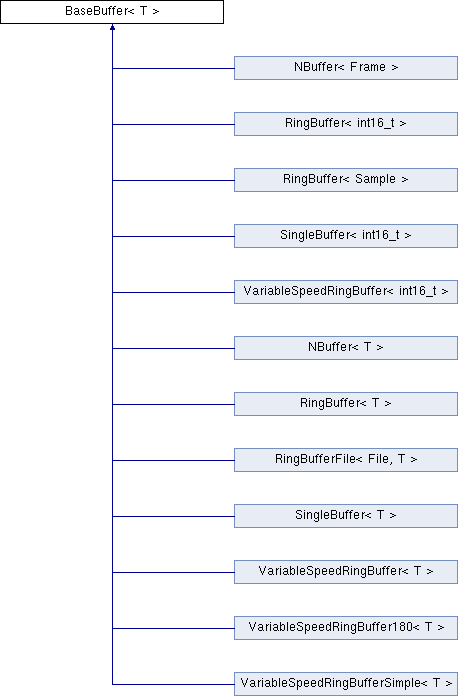 BaseBuffer< T >
NBuffer< Frame >
RingBuffer< int16_t >
RingBuffer< Sample >
SingleBuffer< int16_t >
VariableSpeedRingBuffer< int16_t >
NBuffer< T >
RingBuffer< T >
RingBufferFile< File, T >
SingleBuffer< T >
VariableSpeedRingBuffer< T >
VariableSpeedRingBuffer180< T >
VariableSpeedRingBufferSimple< T >